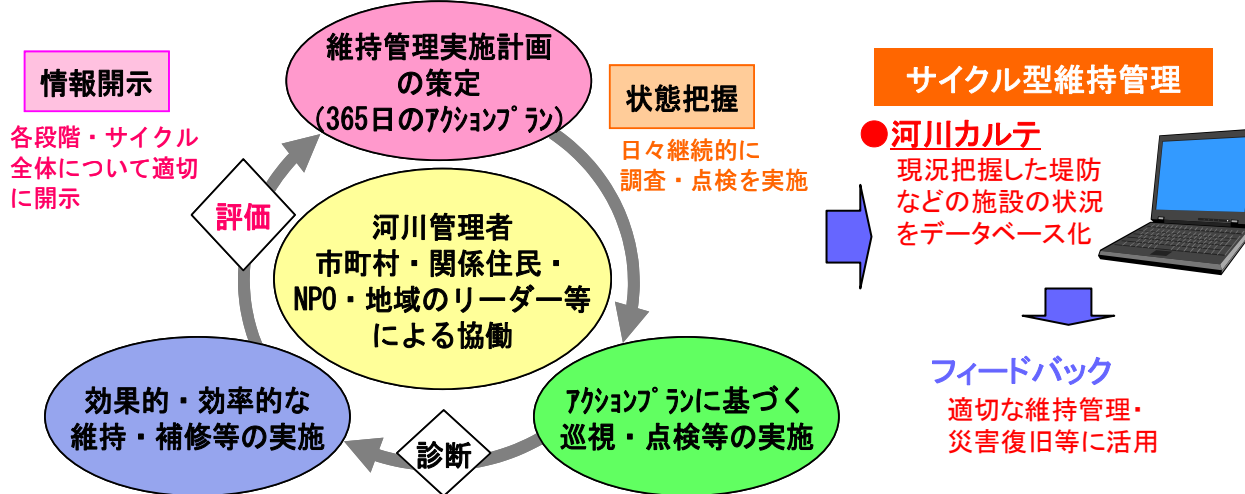 維持管理実施計画
の策定
(365日のｱｸｼｮﾝﾌﾟﾗﾝ)
情報開示
各段階・サイクル
全体について適切
に開示
状態把握
日々継続的に
調査・点検を実施
評価
河川管理者
市町村・関係住民・
NPO・地域のリーダー等
による協働
効果的・効率的な
維持・補修等の実施
診断
ｱｸｼｮﾝﾌﾟﾗﾝに基づく
巡視・点検等の実施
サイクル型維持管理
●河川カルテ
現況把握した堤防
などの施設の状況
をデータベース化
フィードバック
適切な維持管理・
災害復旧等に活用